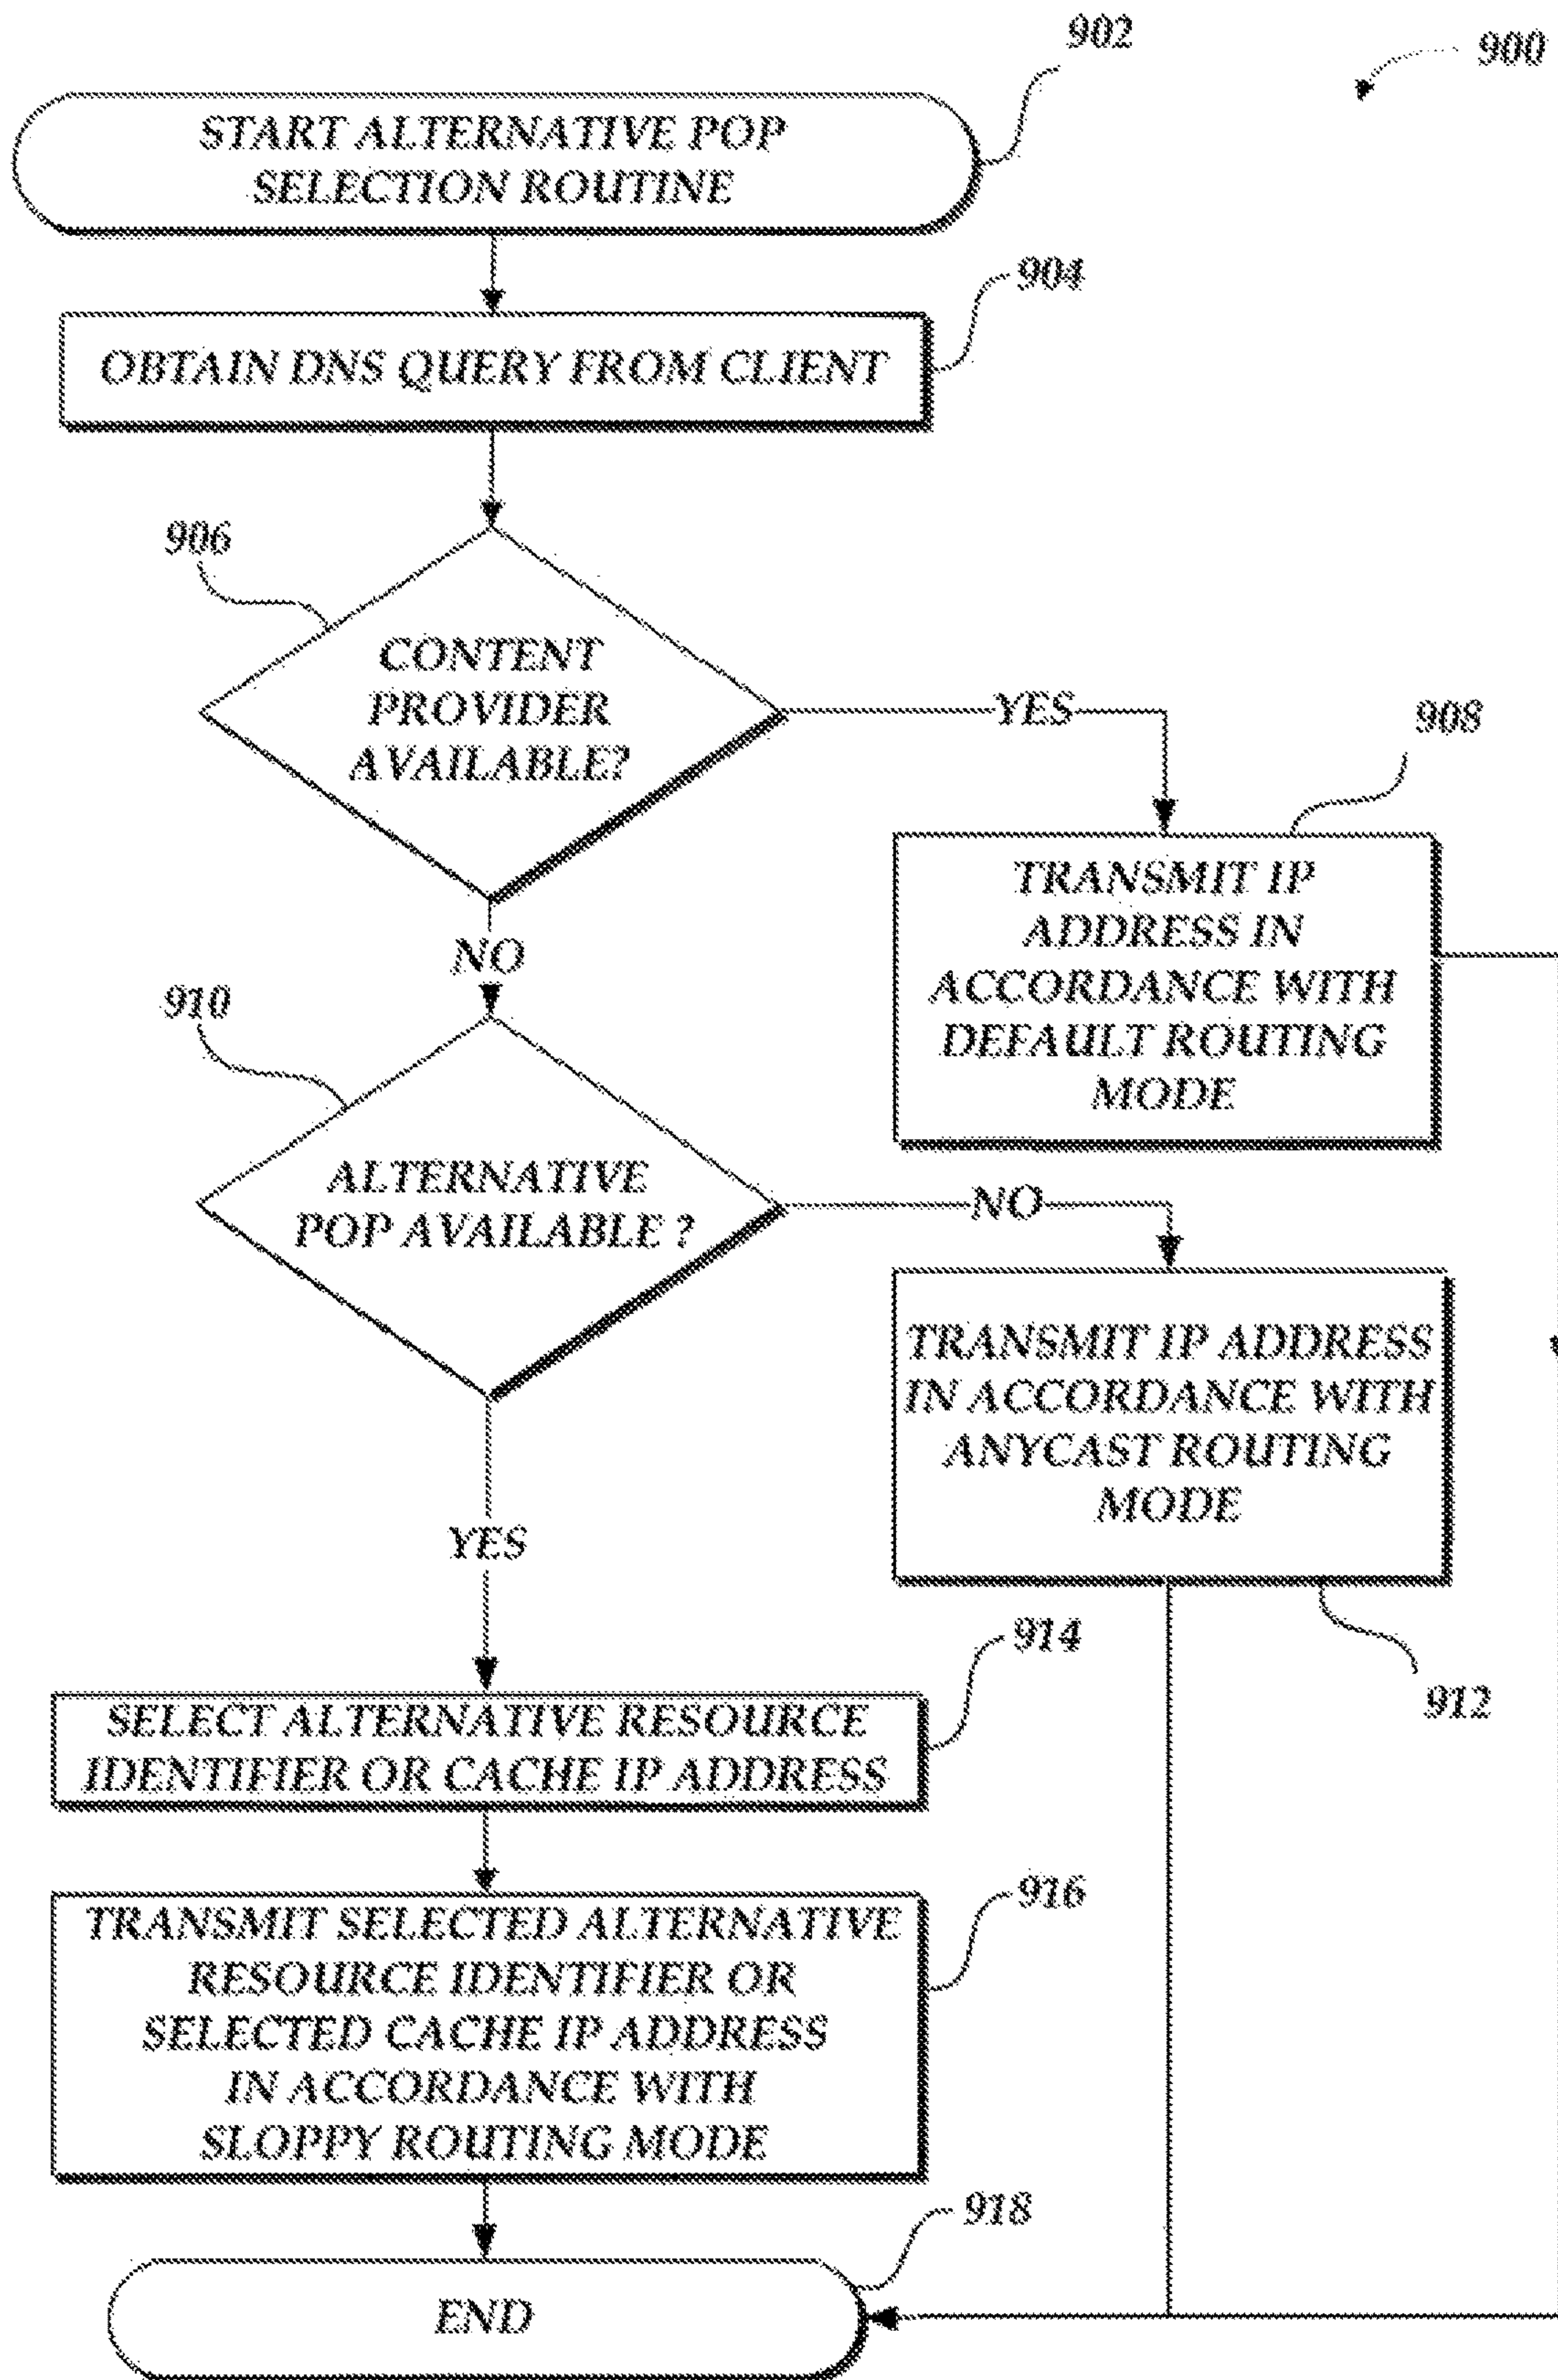 902
900
START ALTERNATIVE POP
SELECTION ROUTINE
904
OBTAIN DNS QUERY FROM CLIENT
906
CONTENT
PROVIDER
AVAILABLE?
YES
908
TRANSMIT IP
ADDRESS IN
ACCORDANCE WITH
DEFAULT ROUTING
MODE
NO
910
ALTERNATIVE
POP AVAILABLE ?
NO
TRANSMIT IP ADDRESS
IN ACCORDANCE WITH
ANYCAST ROUTING
MODE
912
YES
914
SELECT ALTERNATIVE RESOURCE
IDENTIFIER OR CACHE IP ADDRESS
916
TRANSMIT SELECTED ALTERNATIVE
RESOURCE IDENTIFIER OR
SELECTED CACHE IP ADDRESS
IN ACCORDANCE WITH
SLOPPY ROUTING MODE
918
END